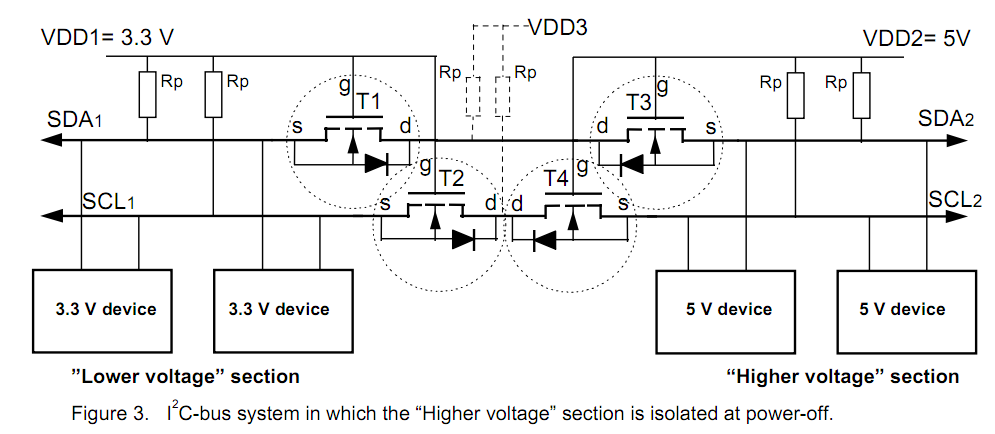 VDD1= 3.3 V
VDD3
VDD2= 5V
Rp
Rp
Rp
Rp
Rp
Rp
g
T1
g
T3
SDA1
s
d
d
s
SDA2
g
T2
g
T4
SCL1
s
d
d
s
SCL2
3.3 V device
3.3 V device
5 V device
5 V device
”Lower voltage” section
“Higher voltage” section
Figure 3. I2C-bus system in which the “Higher voltage” section is isolated at power-off.